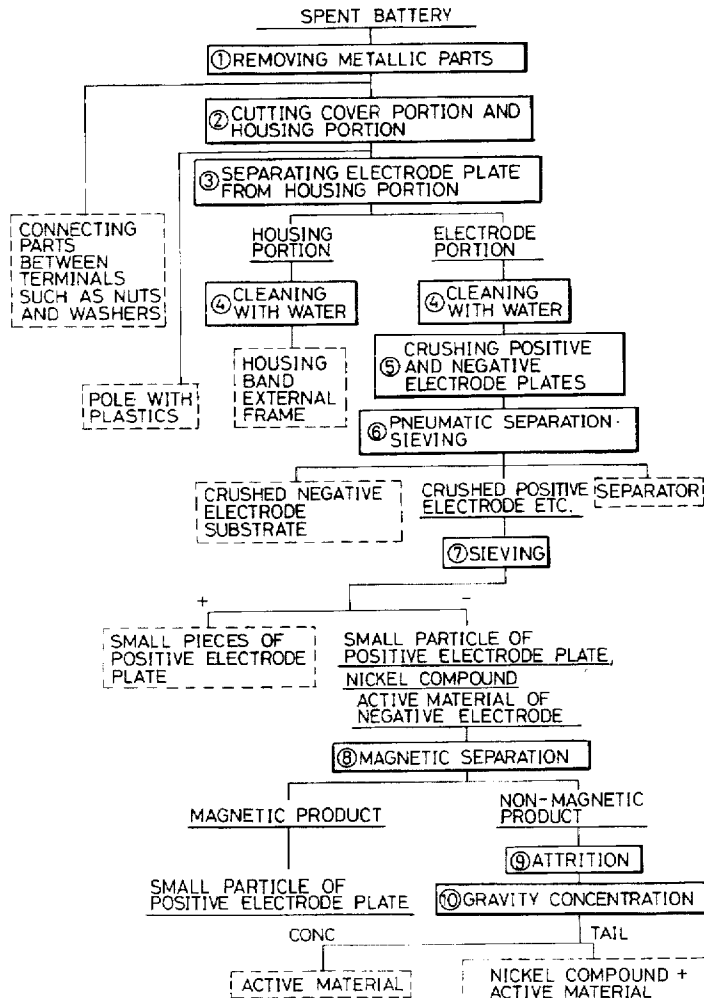 SPENT BATTERY
①REMOVING METALLIC PARTS
②CUTTING COVER PORTION AND
HOUSING PORTION
③SEPARATING ELECTRODE PLATE
FROM HOUSING PORTION
CONNECTING
PARTS
BETWEEN
TERMINALS
SUCH AS NUTS
AND WASHERS
HOUSING
PORTION
ELECTRODE
PORTION
④CLEANING
WITH WATER
④CLEANING
WITH WATER
POLE WITH
PLASTICS
HOUSING
BAND
EXTERNAL
FRAME
⑤CRUSHING POSITIVE
AND NEGATIVE
ELECTRODE PLATES
⑥PNEUMATIC SEPARATION·
SIEVING
CRUSHED NEGATIVE
ELECTRODE
SUBSTRATE
CRUSHED POSITIVE
ELECTRODE ETC.
SEPARATOR
⑦SIEVING
+
−
SMALL PIECES OF
POSITIVE ELECTRODE
PLATE
SMALL PARTICLE OF
POSITIVE ELECTRODE PLATE,
NICKEL COMPOUND
ACTIVE MATERIAL OF
NEGATIVE ELECTRODE
⑧MAGNETIC SEPARATION
MAGNETIC PRODUCT
NON-MAGNETIC
PRODUCT
⑨ATTRITION
SMALL PARTICLE OF
POSITIVE ELECTRODE PLATE
⑩GRAVITY CONCENTRATION
CONC
TAIL
ACTIVE MATERIAL
NICKEL COMPOUND +
ACTIVE MATERIAL